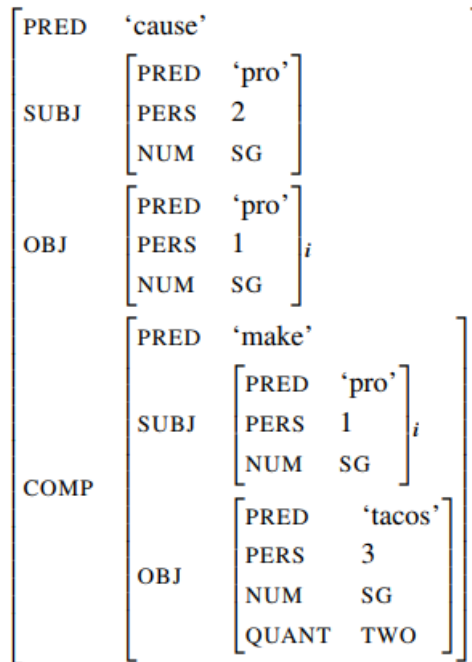 PRED ‘cause’
SUBJ
PRED ‘pro’
PERS 2
NUM SG
OBJ
PRED ‘pro’
PERS 1
NUM SG
i
COMP
PRED ‘make’
SUBJ
PRED ‘pro’
PERS 1
NUM SG
i
OBJ
PRED ‘tacos’
PERS 3
NUM SG
QUANT TWO